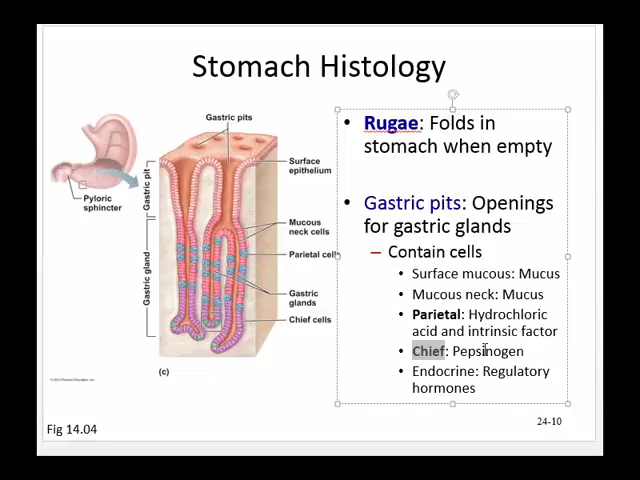 Stomach Histology
Gastric pits
Gastric pit
Surface
epithelium
Pyloric
sphincter
Mucous
neck cells
Parietal cells
Gastric gland
Gastric
glands
Chief cells
(c)
Fig 14.04
• Rugae: Folds in
stomach when empty
• Gastric pits: Openings
for gastric glands
– Contain cells
• Surface mucous: Mucus
• Mucous neck: Mucus
• Parietal: Hydrochloric
acid and intrinsic factor
• Chief: Pepsinogen
• Endocrine: Regulatory
hormones
24-10